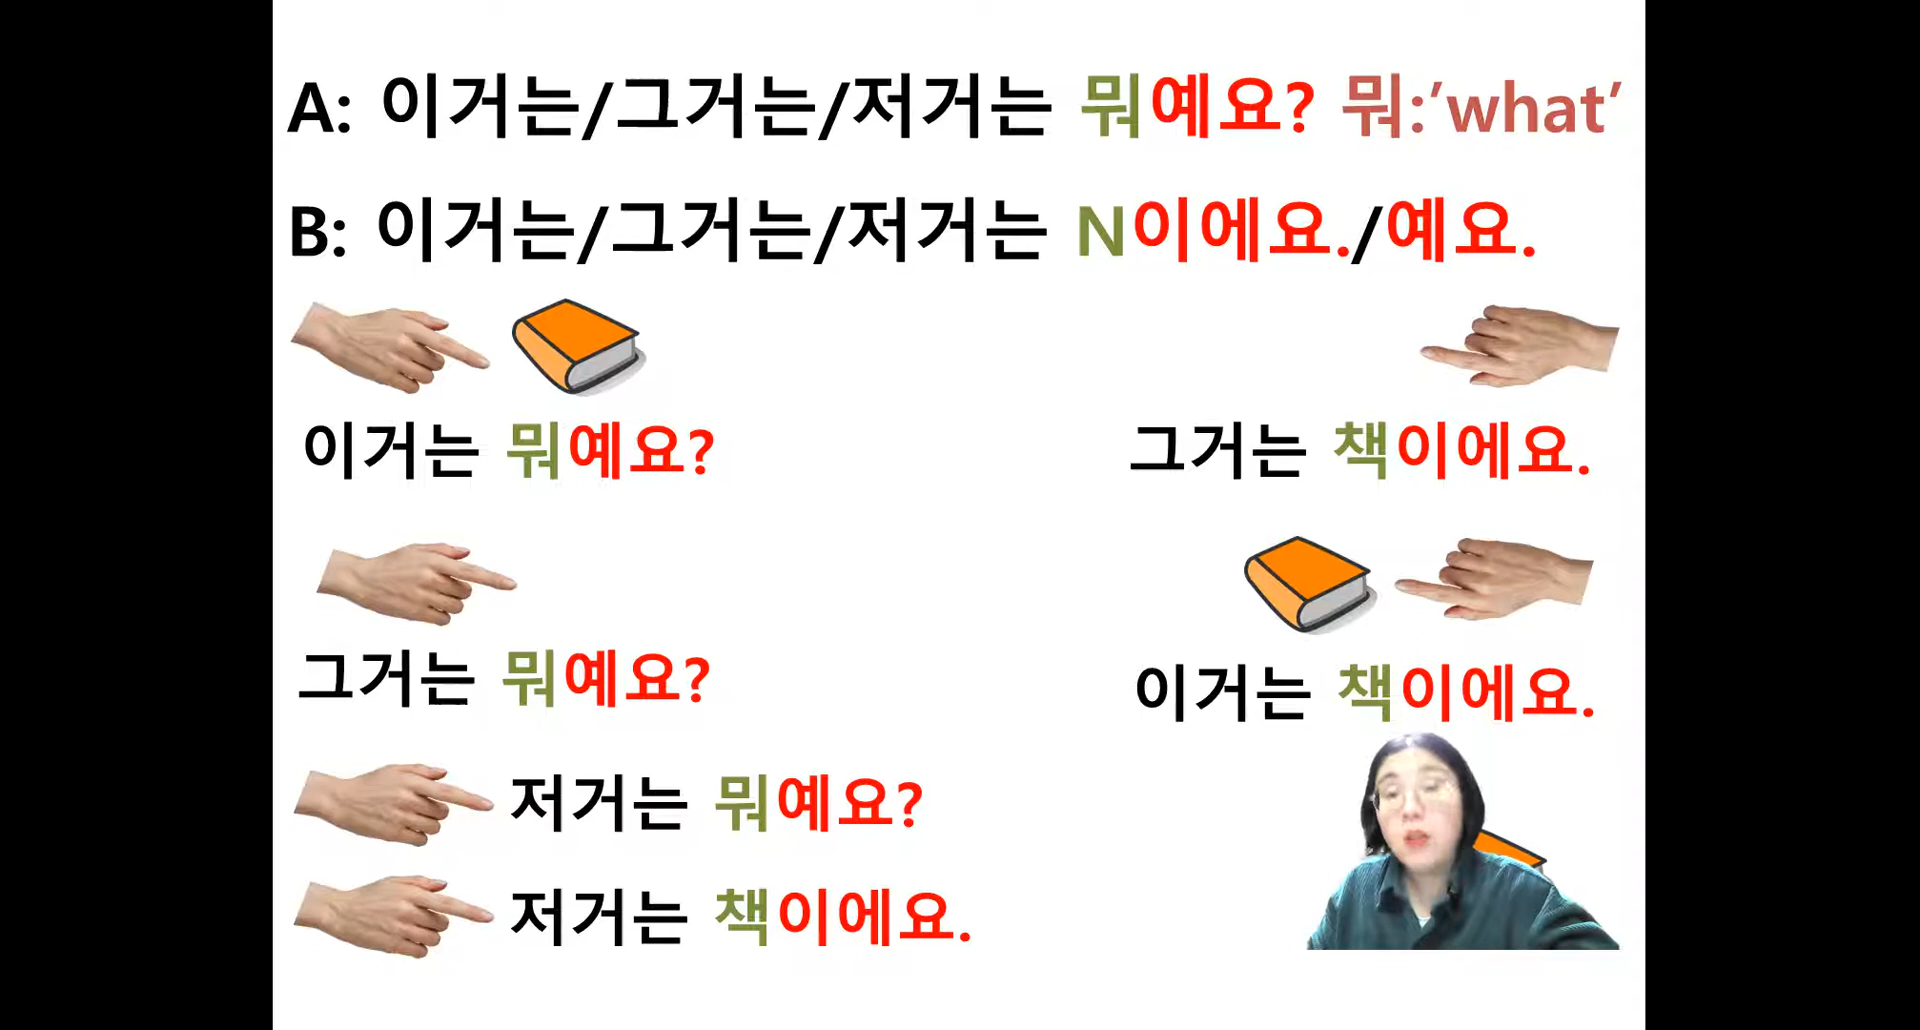 A: 이거는/그거는/저거는 뭐예요? 뭐:’what’
B: 이거는/그거는/저거는 N이에요./예요.
이거는 뭐예요?
그거는 책이에요.
그거는 뭐예요?
이거는 책이에요.
저거는 뭐예요?
저거는 책이에요.